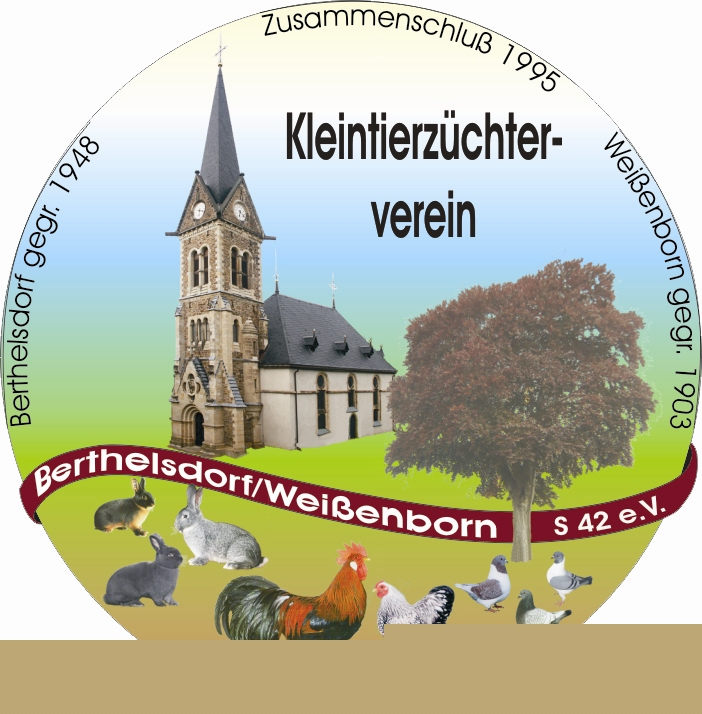 Zusammenschluß 1995
Berthelsdorf gegr. 1948
Weißenborn gegr. 1903
Kleintierzüchter-
verein
Berthelsdorf/Weißenborn S 42 e.V.